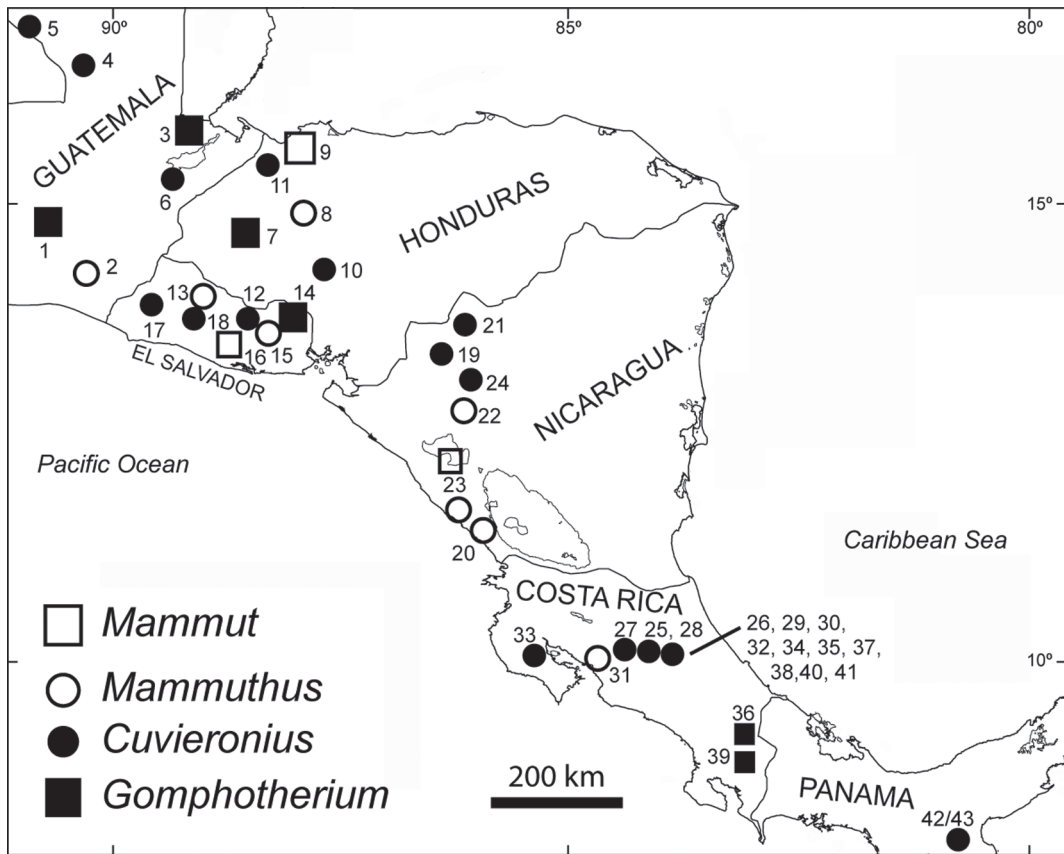 90º
85º
80º
5
4
GUATEMALA
3
9
11
6
15º
8
HONDURAS
1
7
2
10
13
12
14
17
18
16
15
21
EL SALVADOR
19
24
NICARAGUA
22
Pacific Ocean
23
20
Caribbean Sea
COSTA RICA
Mammut
33
27
25, 28
26, 29, 30,
32, 34, 35, 37,
38,40, 41
10º
31
Mammuthus
36
Cuvieronius
39
200 km
Gomphotherium
PANAMA
42/43